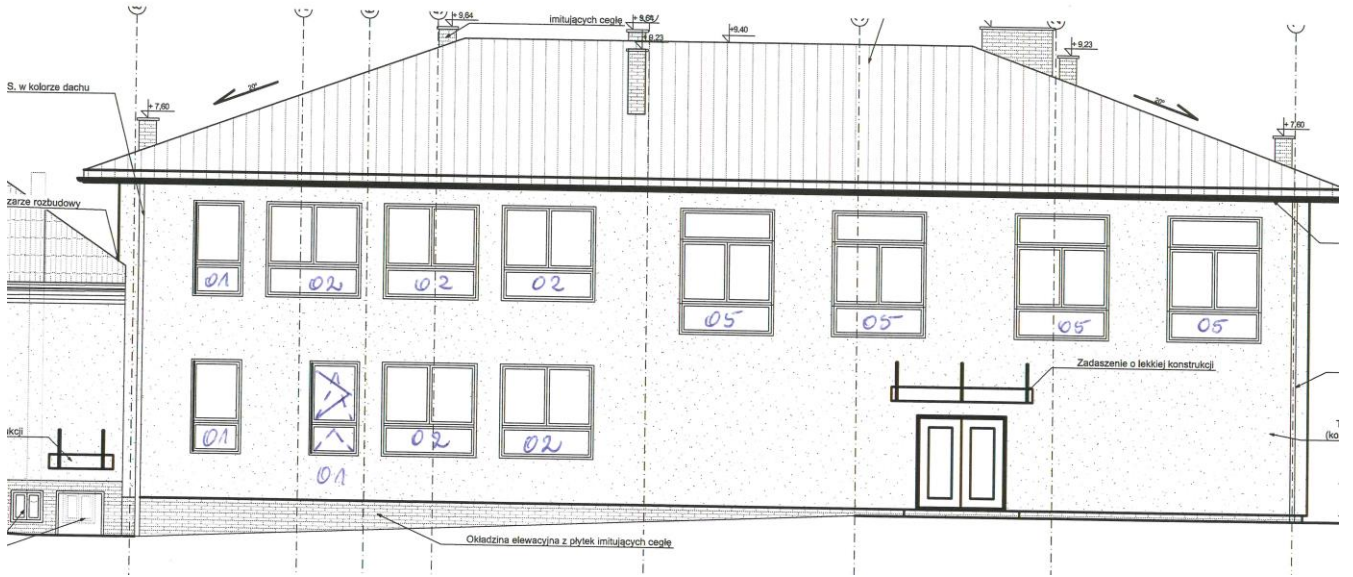 + 9,64
imitujących cegłę
+ 9,64
+9,40
+ 9,23
+ 9,23
20°
20°
S. w kolorze dachu
+ 7,60
+ 7,60
zarze rozbudowy
01
02
02
02
05
05
05
05
Zadaszenie o lekkiej konstrukcji
ukcji
01
02
02
01
T
(ko
Okładzina elewacyjna z płytek imitujących cegłę